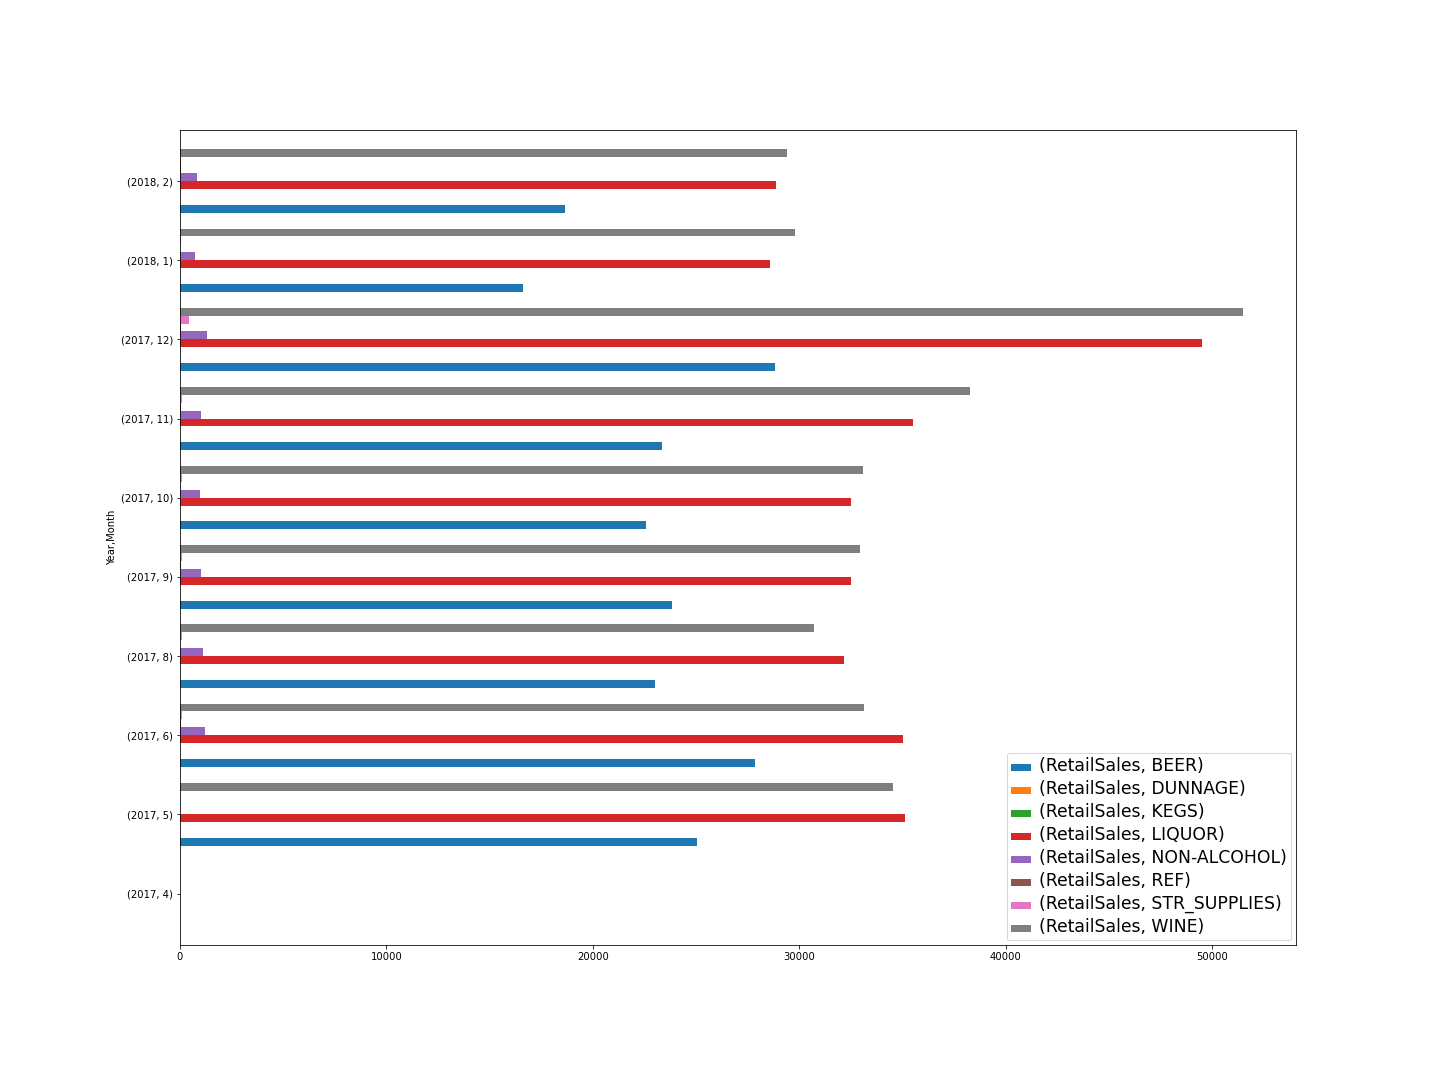 (2018, 2)
(2018, 1)
(2017, 12)
(2017, 11)
(2017, 10)
(2017, 9)
(2017, 8)
(2017, 6)
(2017, 5)
(2017, 4)
Year,Month
0 10000 20000 30000 40000 50000
(RetailSales, BEER)
(RetailSales, DUNNAGE)
(RetailSales, KEGS)
(RetailSales, LIQUOR)
(RetailSales, NON-ALCOHOL)
(RetailSales, REF)
(RetailSales, STR_SUPPLIES)
(RetailSales, WINE)